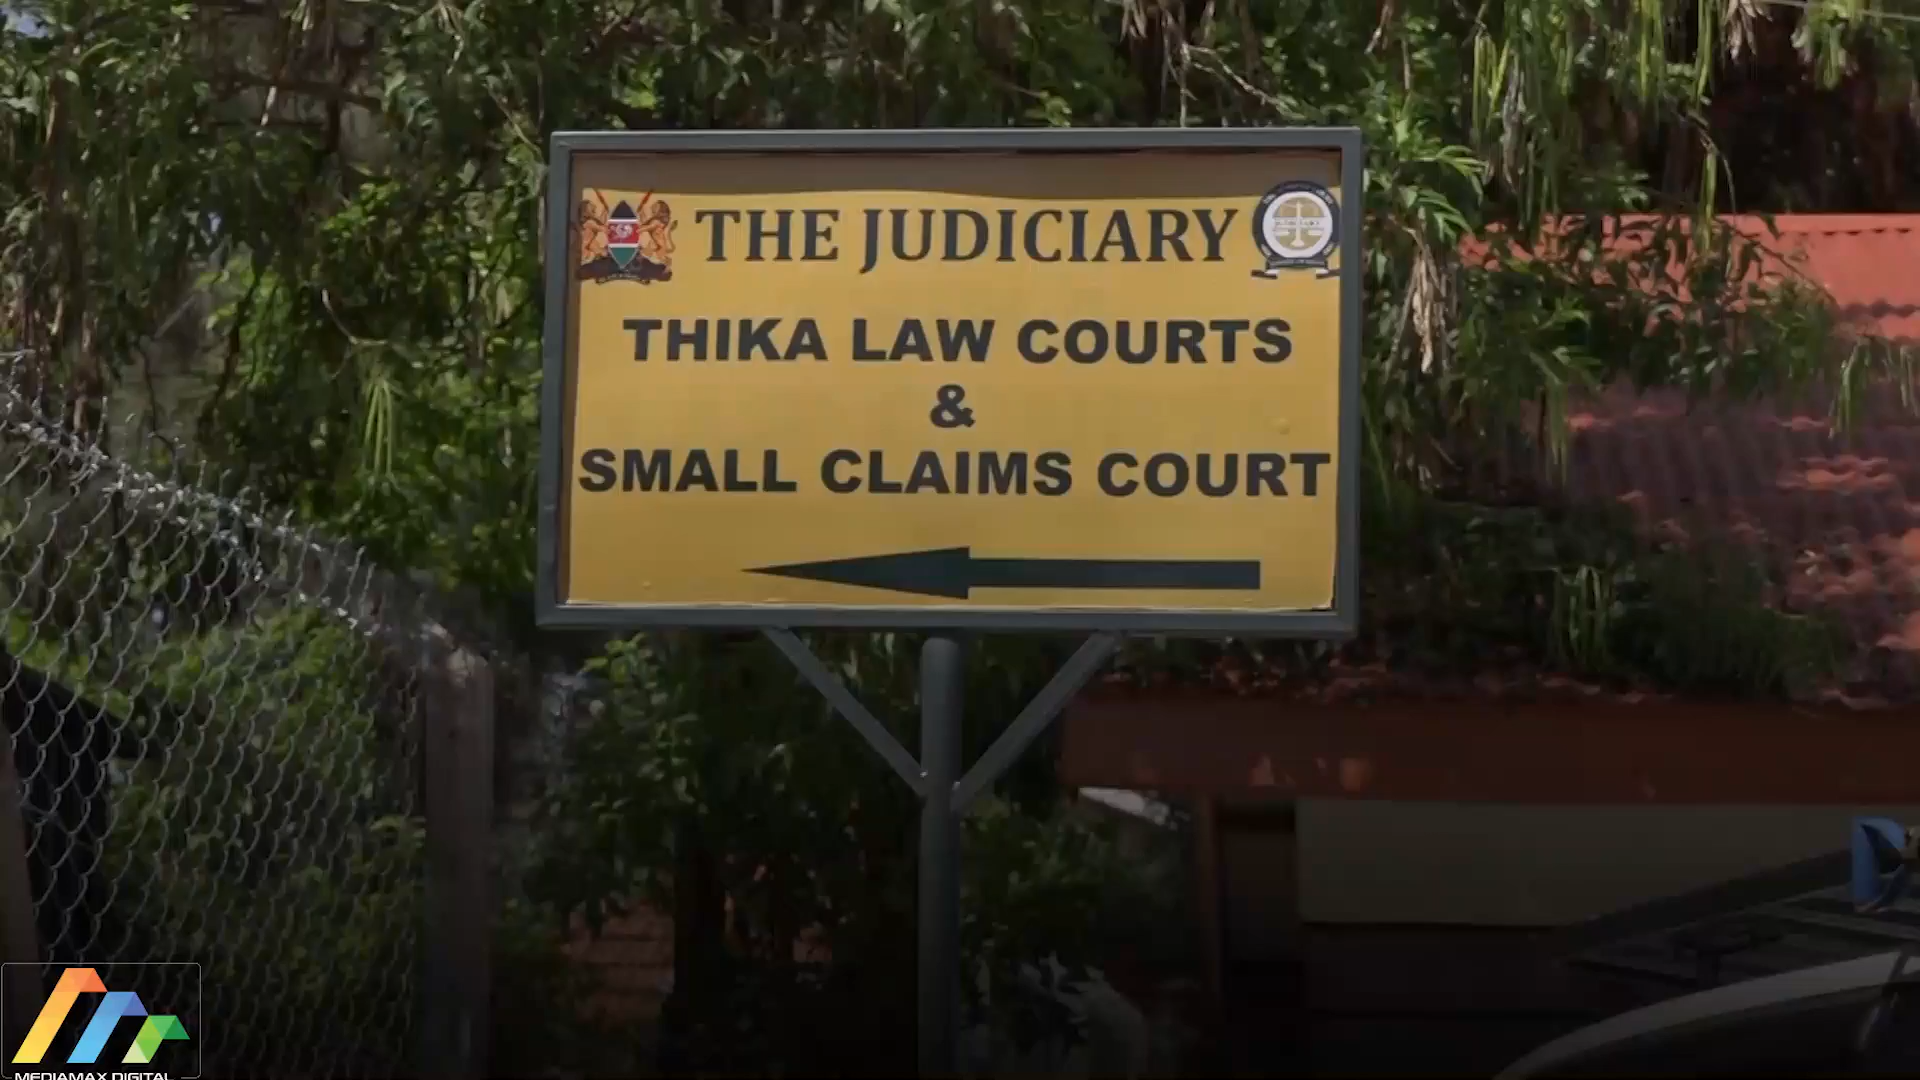 THE JUDICIARY
THIKA LAW COURTS
&
SMALL CLAIMS COURT
MEDIAMAX DIGITAL